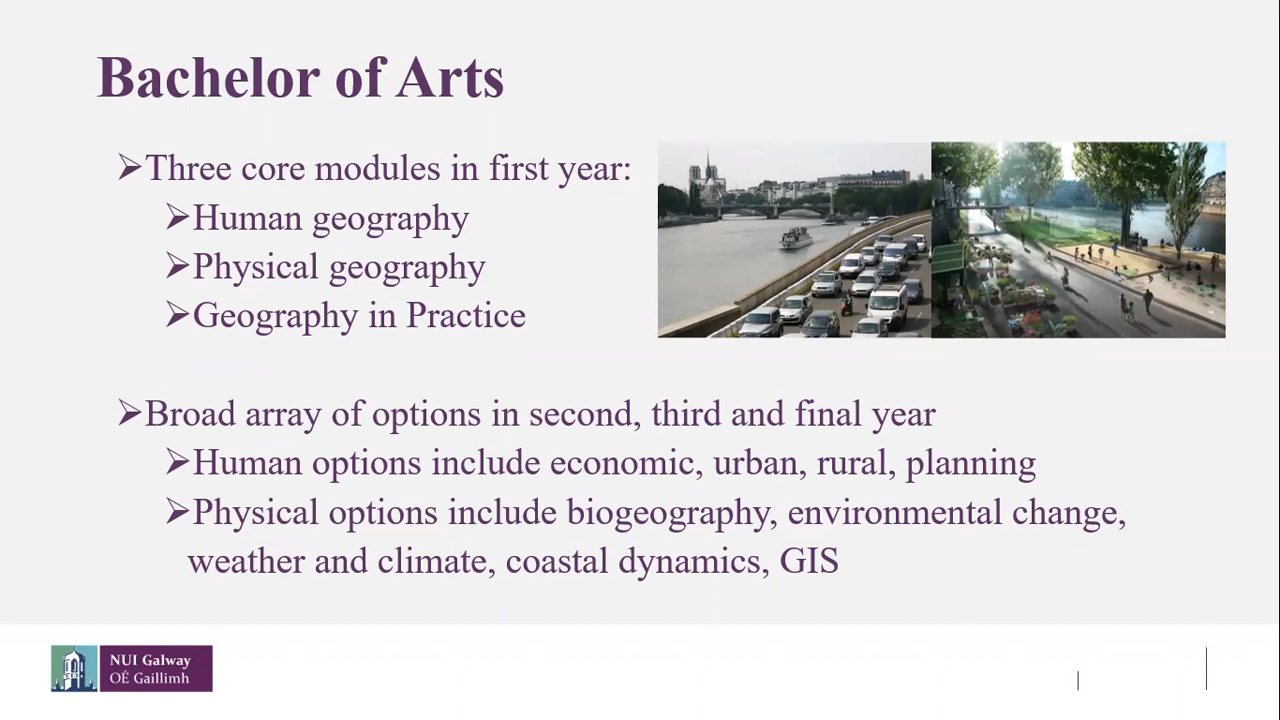 Bachelor of Arts
➢Three core modules in first year:
➢Human geography
➢Physical geography
➢Geography in Practice
➢Broad array of options in second, third and final year
➢Human options include economic, urban, rural, planning
➢Physical options include biogeography, environmental change,
weather and climate, coastal dynamics, GIS
NUI Galway
OÉ Gaillimh